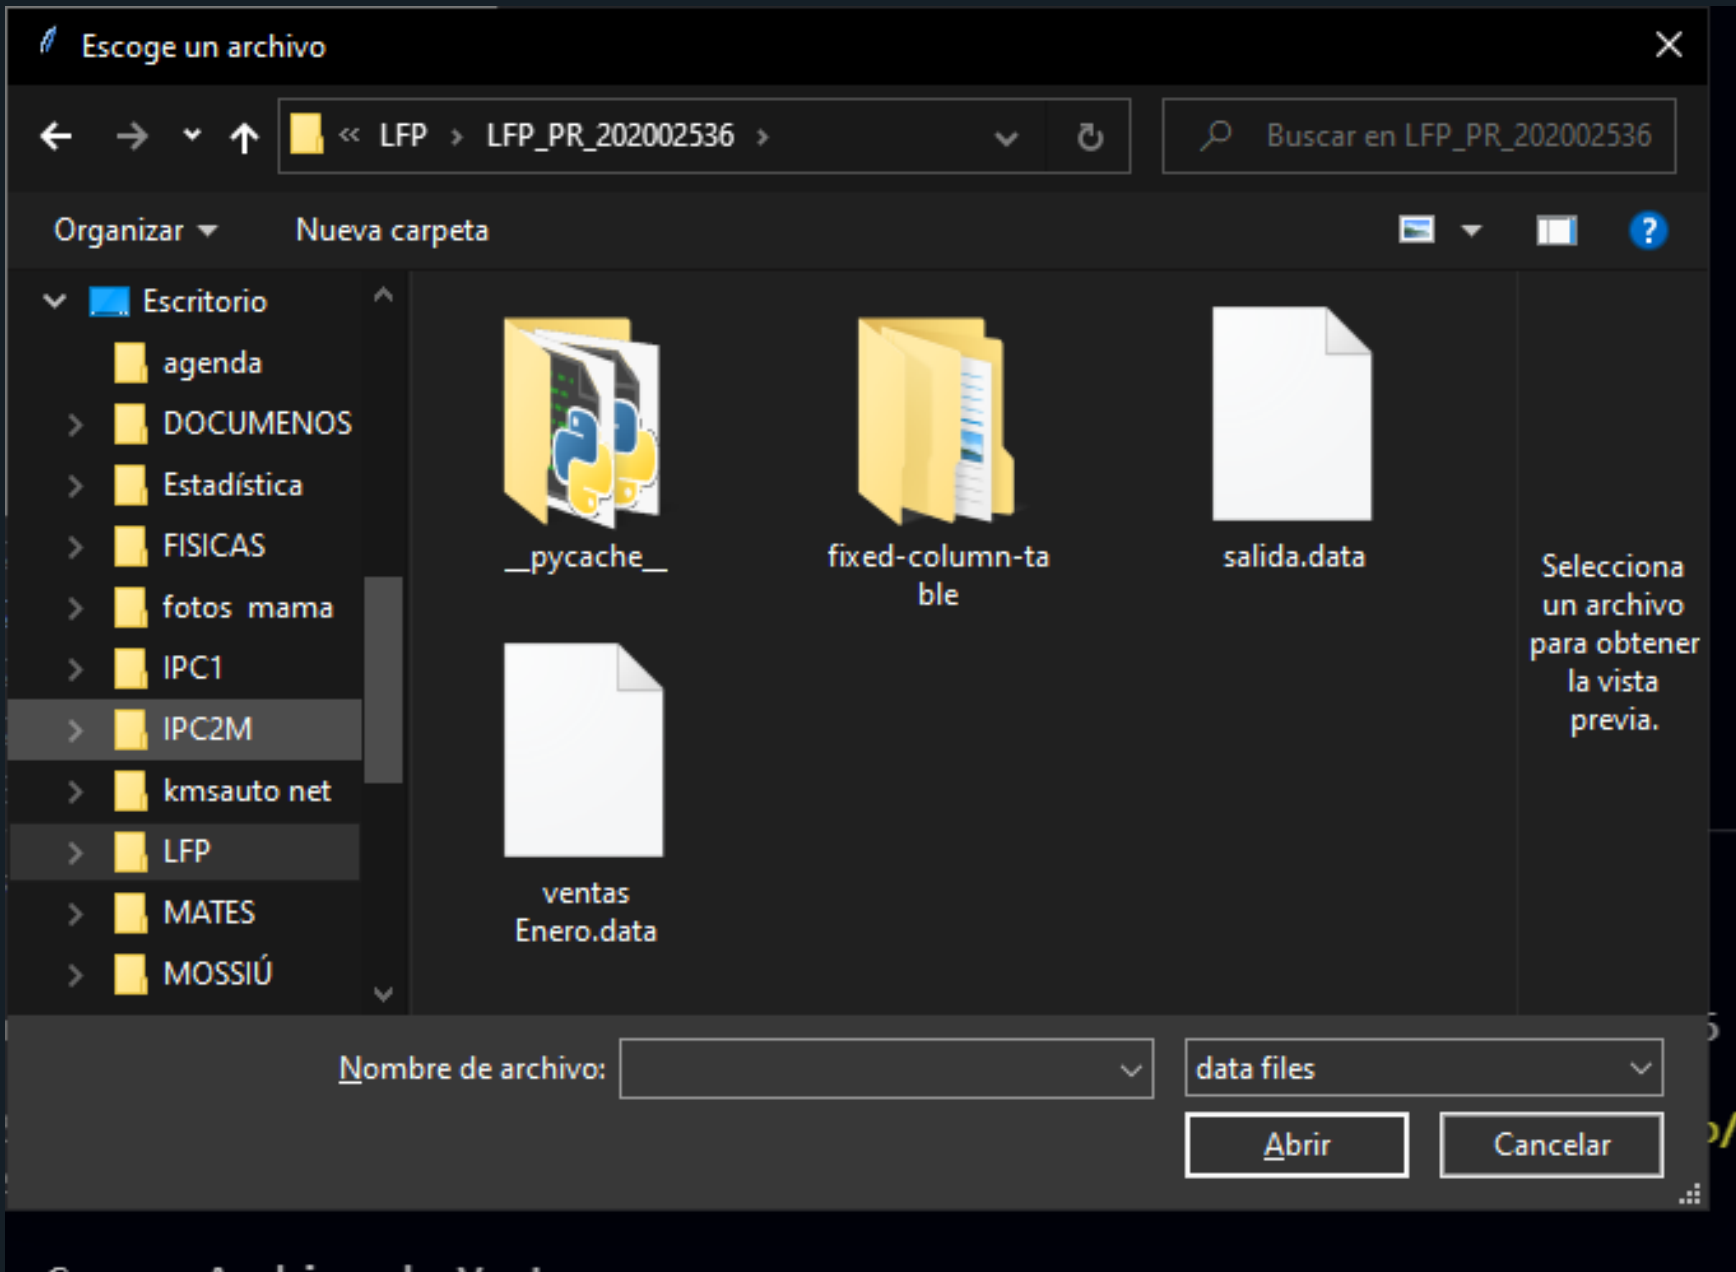 Escoge un archivo
« LFP › LFP_PR_202002536 ›
Buscar en LFP_PR_202002536
Organizar
Nueva carpeta
?
Escritorio
agenda
DOCUMENOS
Estadística
FISICAS
fotos mama
IPC1
IPC2M
kmsauto net
LFP
MATES
MOSSIÚ
__pycache__
fixed-column-ta
ble
salida.data
ventas
Enero.data
Selecciona
un archivo
para obtener
la vista
previa.
Nombre de archivo:
data files
Abrir
Cancelar